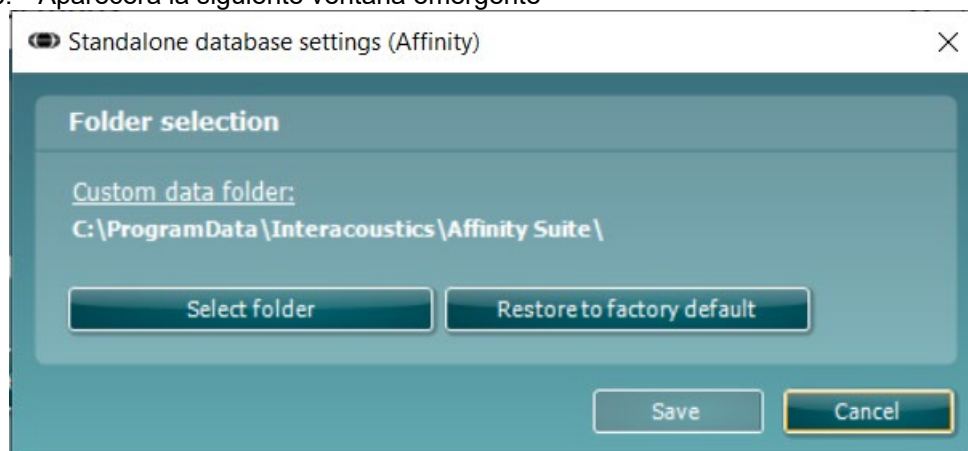 Aparecerá la siguiente ventana emergente
Standalone database settings (Affinity)
Folder selection
Custom data folder:
C:\ProgramData\Interacoustics\Affinity Suite\
Select folder
Restore to factory default
Save
Cancel